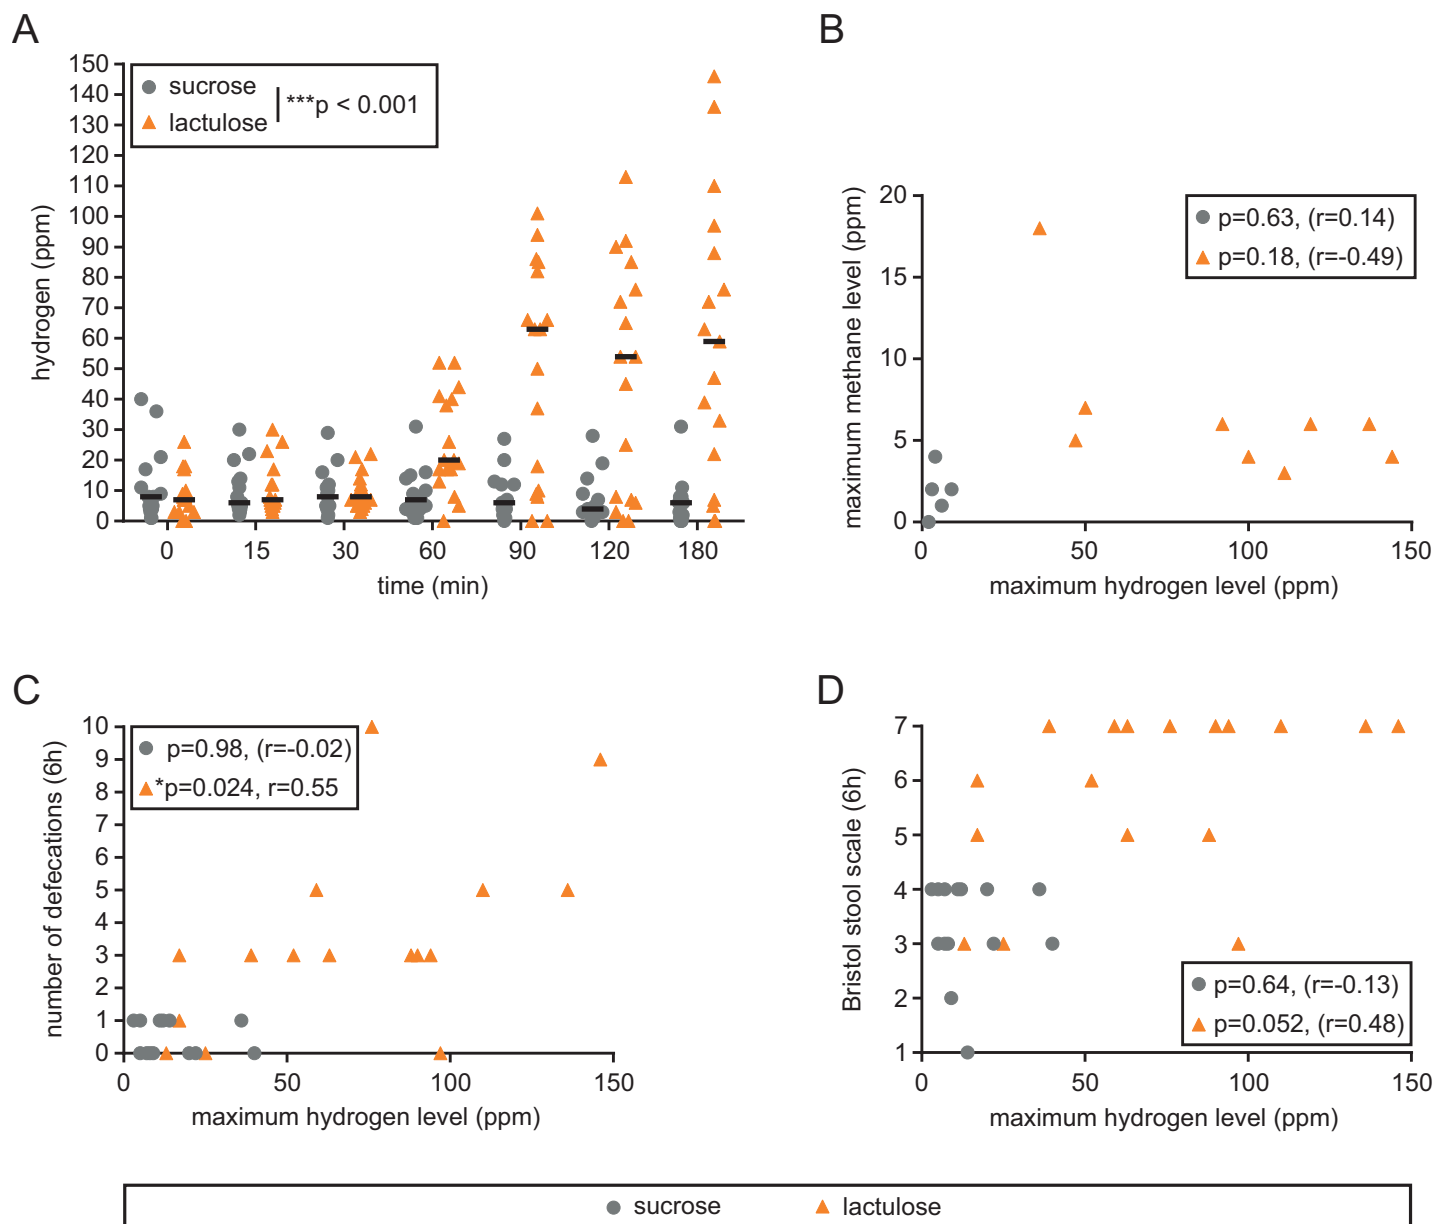 A
150
140
130
120
110
100
90
80
70
60
50
40
30
20
10
0
hydrogen (ppm)
sucrose
lactulose
***p < 0.001
0 15 30 60 90 120 180
time (min)
B
20
15
10
5
0
maximum methane level (ppm)
p=0.63, (r=0.14)
p=0.18, (r=-0.49)
0 50 100 150
maximum hydrogen level (ppm)
C
10
9
8
7
6
5
4
3
2
1
0
number of defecations (6h)
p=0.98, (r=-0.02)
*p=0.024, r=0.55
0 50 100 150
maximum hydrogen level (ppm)
D
7
6
5
4
3
2
1
Bristol stool scale (6h)
p=0.64, (r=-0.13)
p=0.052, (r=0.48)
0 50 100 150
maximum hydrogen level (ppm)
sucrose lactulose